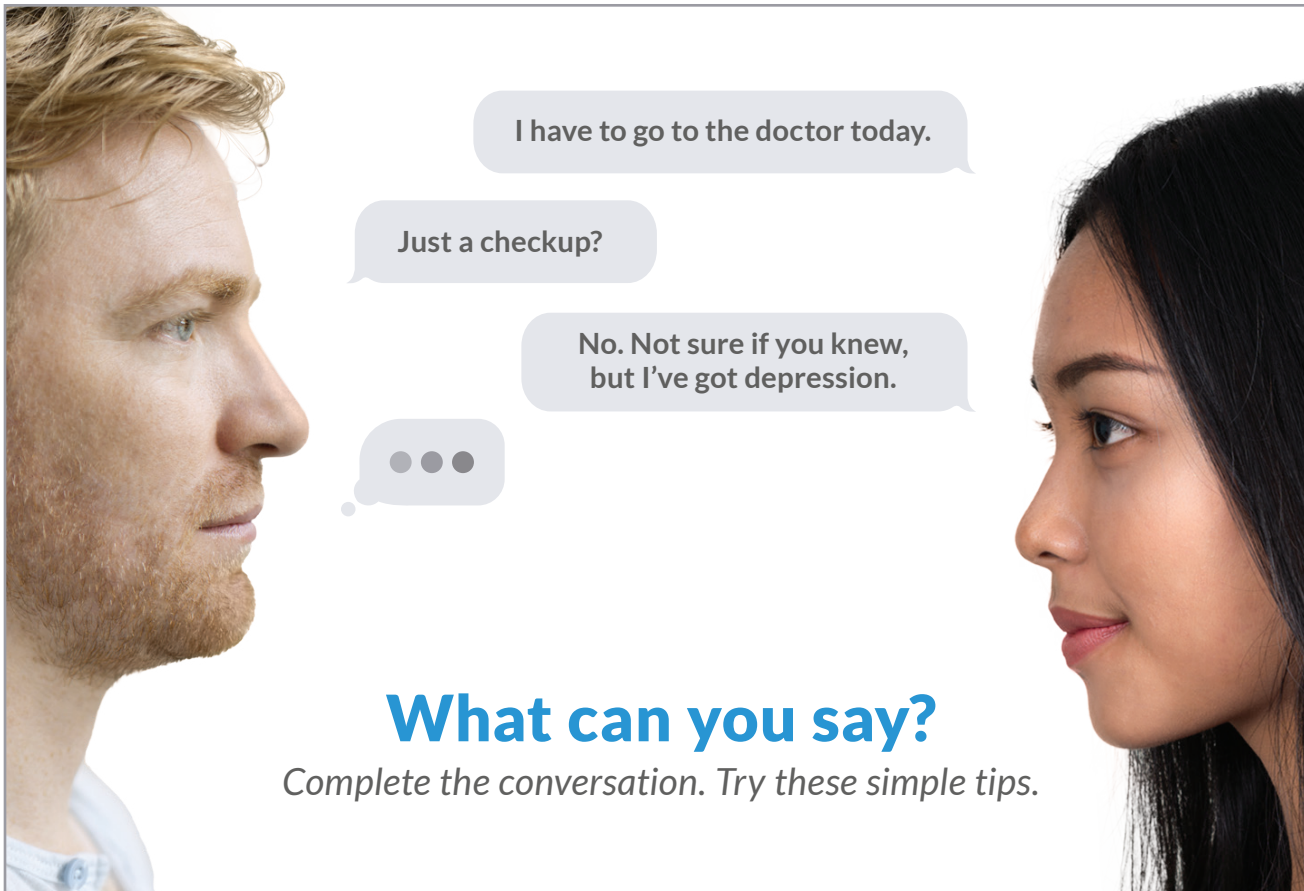 I have to go to the doctor today.
Just a checkup?
No. Not sure if you knew,
but I’ve got depression.
What can you say?
Complete the conversation. Try these simple tips.